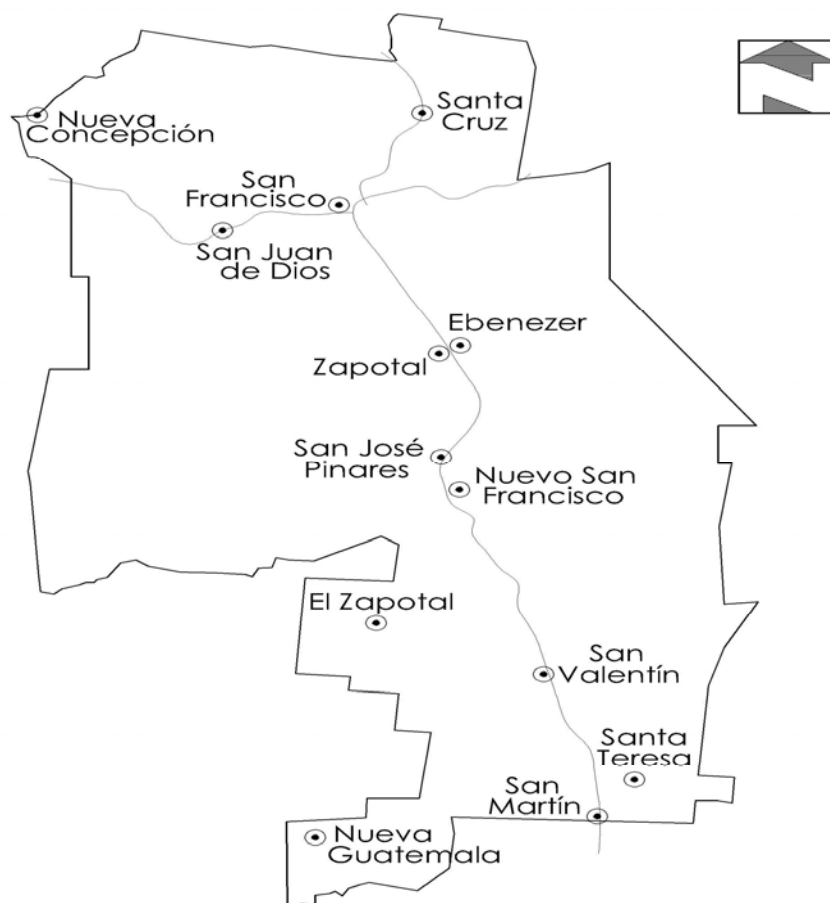 Nueva
Concepción
Santa
Cruz
San
Francisco
San Juan
de Dios
Ebenezer
Zapotal
San José
Pinares
Nuevo San
Francisco
El Zapotal
San
Valentín
Santa
Teresa
San
Martín
Nueva
Guatemala